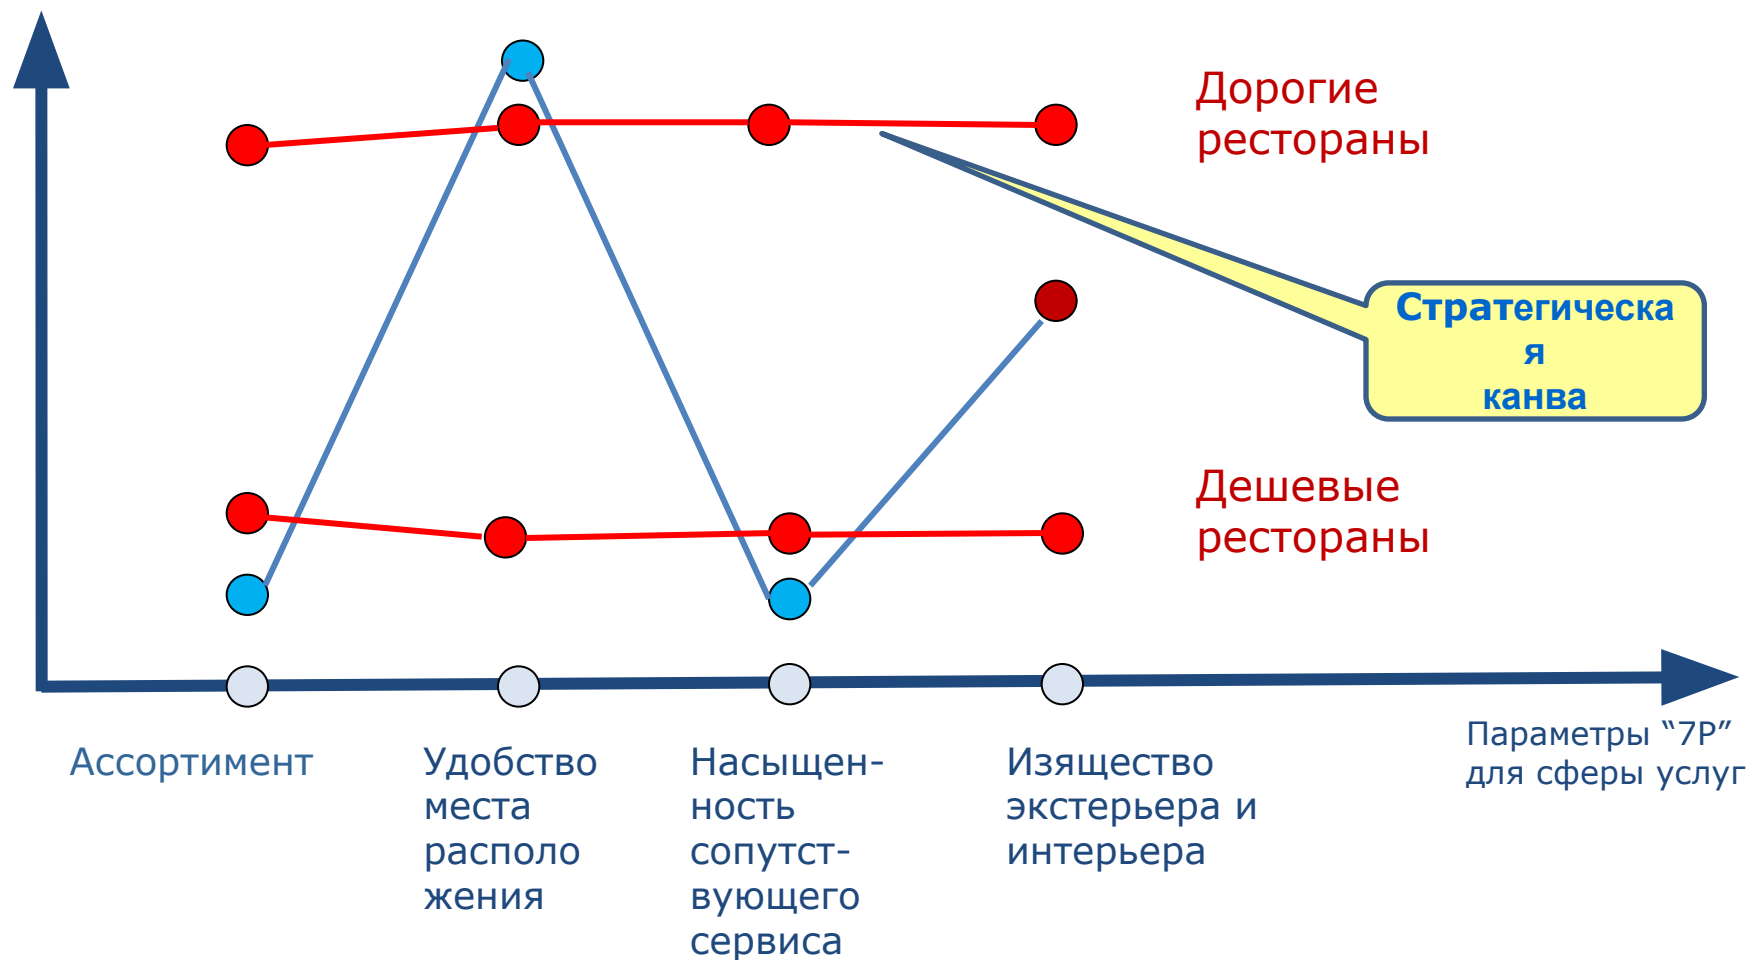 Дорогие
рестораны
Стратегическа
я
канва
Дешевые
рестораны
Ассортимент
Удобство
места
располо
жения
Насыщен-
ность
сопутст-
вующего
сервиса
Изящество
экстерьера и
интерьера
Параметры “7P”
для сферы услуг